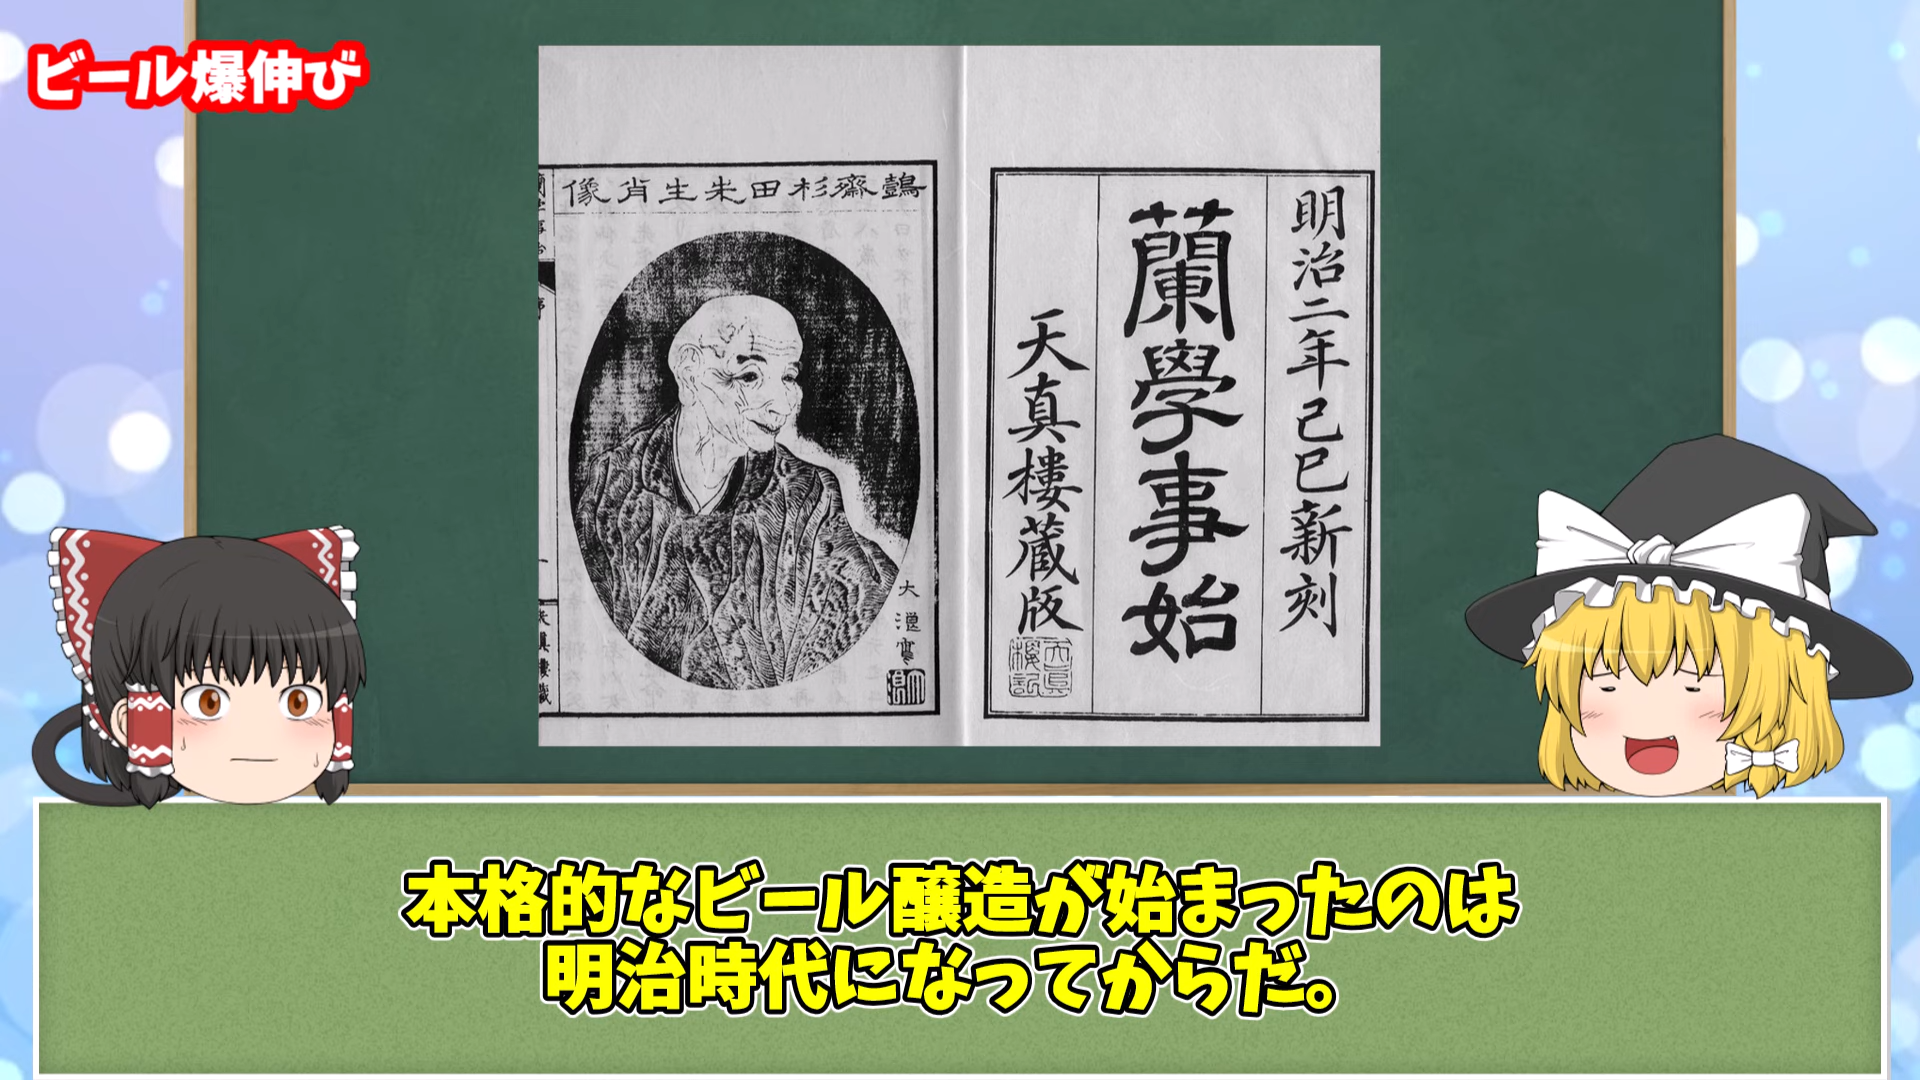 ビール爆伸び
明治二年己巳新刻
蘭學事始
天真樓蔵版
鷧齋杉田先生肖像
本格的なビール醸造が始まったのは
明治時代になってからだ。